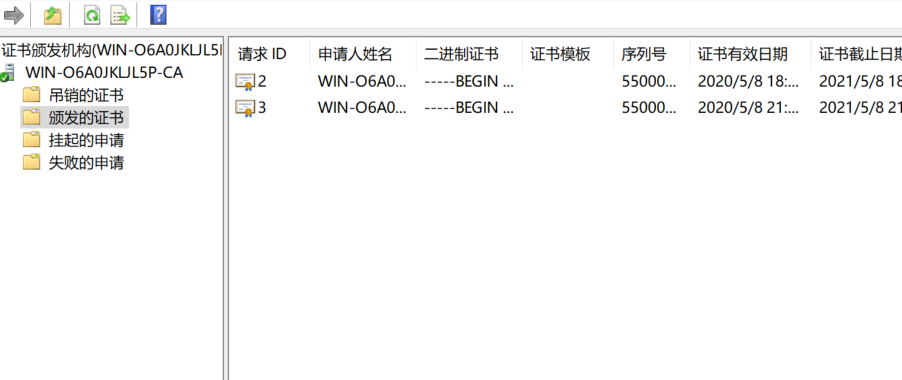 证书颁发机构(WIN-O6A0JKLJL5
WIN-O6A0JKLJL5P-CA
吊销的证书
颁发的证书
挂起的申请
失败的申请
请求 ID 申请人姓名 二进制证书 证书模板 序列号 证书有效日期 证书截止日期
2 WIN-O6A0... -----BEGIN ... 55000... 2020/5/8 18:... 2021/5/8 18
3 WIN-O6A0... -----BEGIN ... 55000... 2020/5/8 21:... 2021/5/8 21